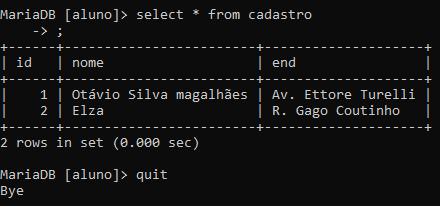 MariaDB [aluno]> select * from cadastro
    -> ;
+------+-----------------------+--------------------+
| id   | nome                  | end                |
+------+-----------------------+--------------------+
|    1 | Otávio Silva magalhães | Av. Ettore Turelli |
|    2 | Elza                  | R. Gago Coutinho   |
+------+-----------------------+--------------------+
2 rows in set (0.000 sec)
MariaDB [aluno]> quit
Bye